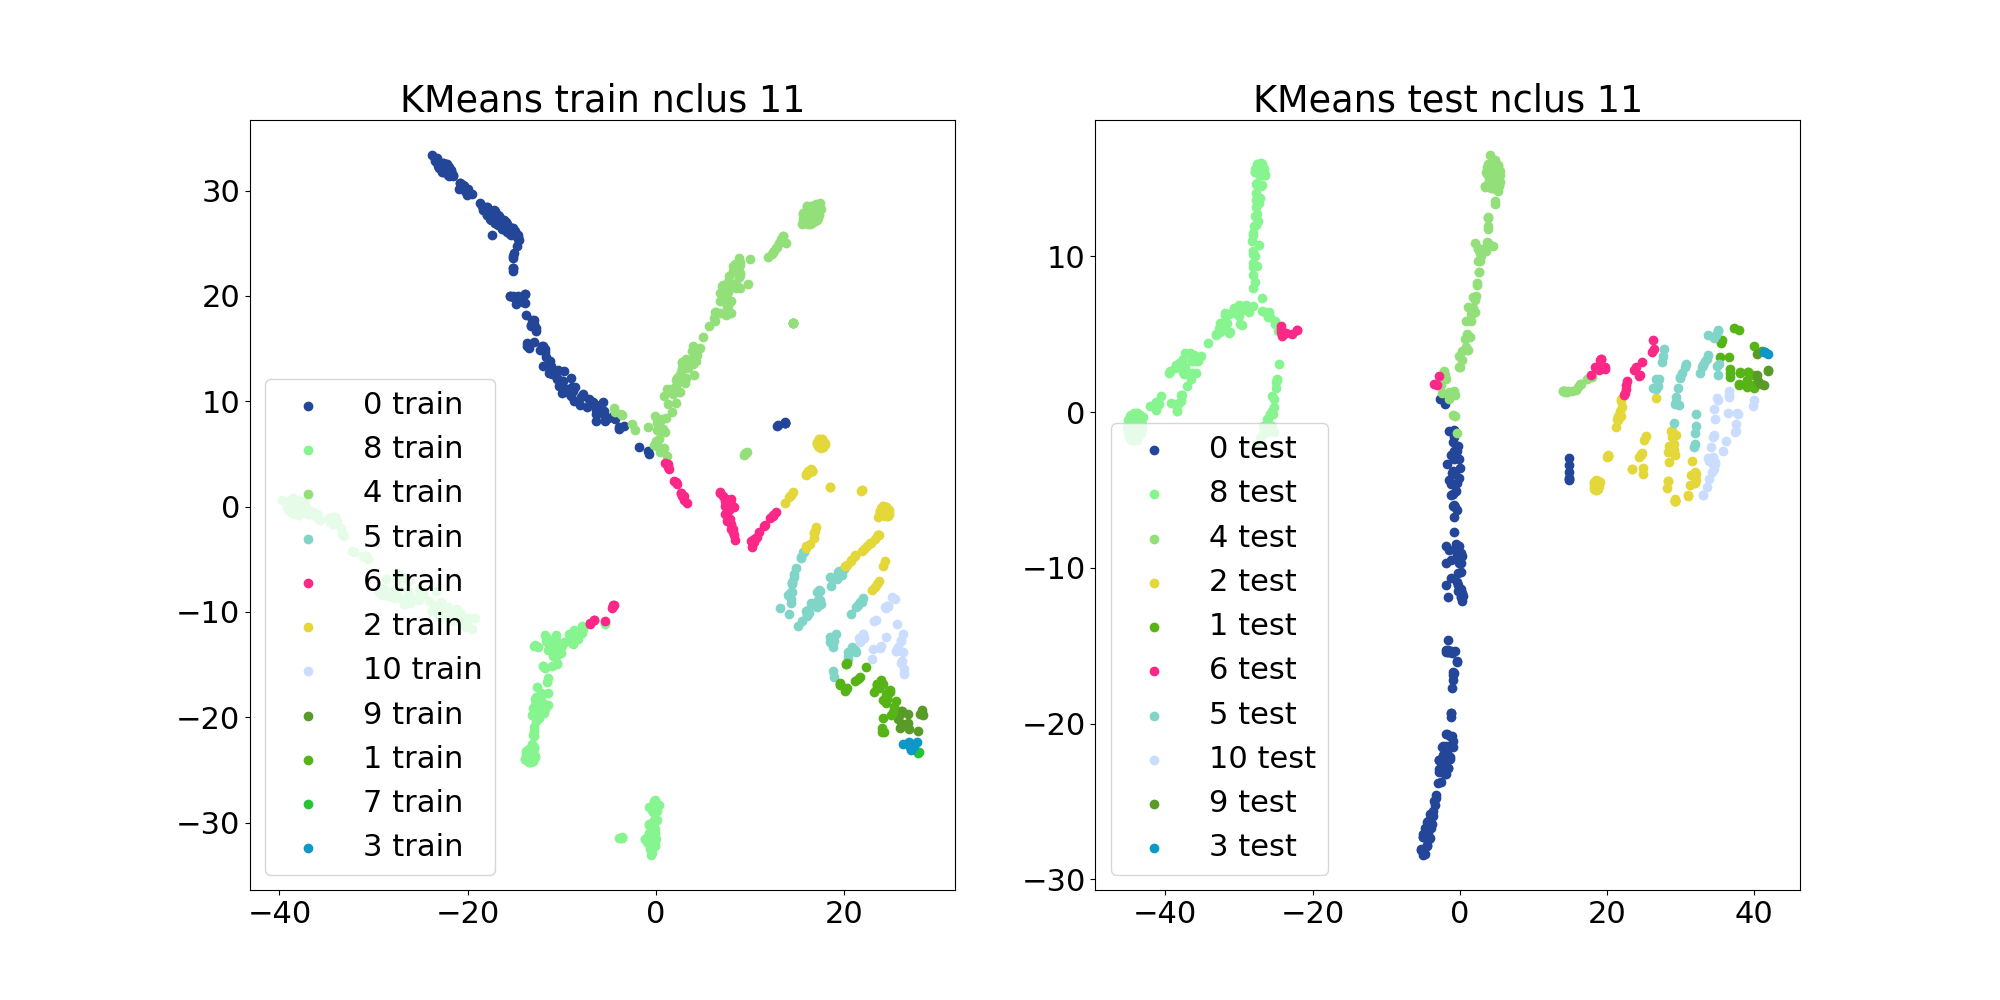 KMeans train nclus 11
30
20
10
0
−10
−20
−30
−40
−20
0
20
0 train
8 train
4 train
5 train
6 train
2 train
10 train
9 train
1 train
7 train
3 train
KMeans test nclus 11
10
0
−10
−20
−30
−40
−20
0
20
40
0 test
8 test
4 test
2 test
1 test
6 test
5 test
10 test
9 test
3 test